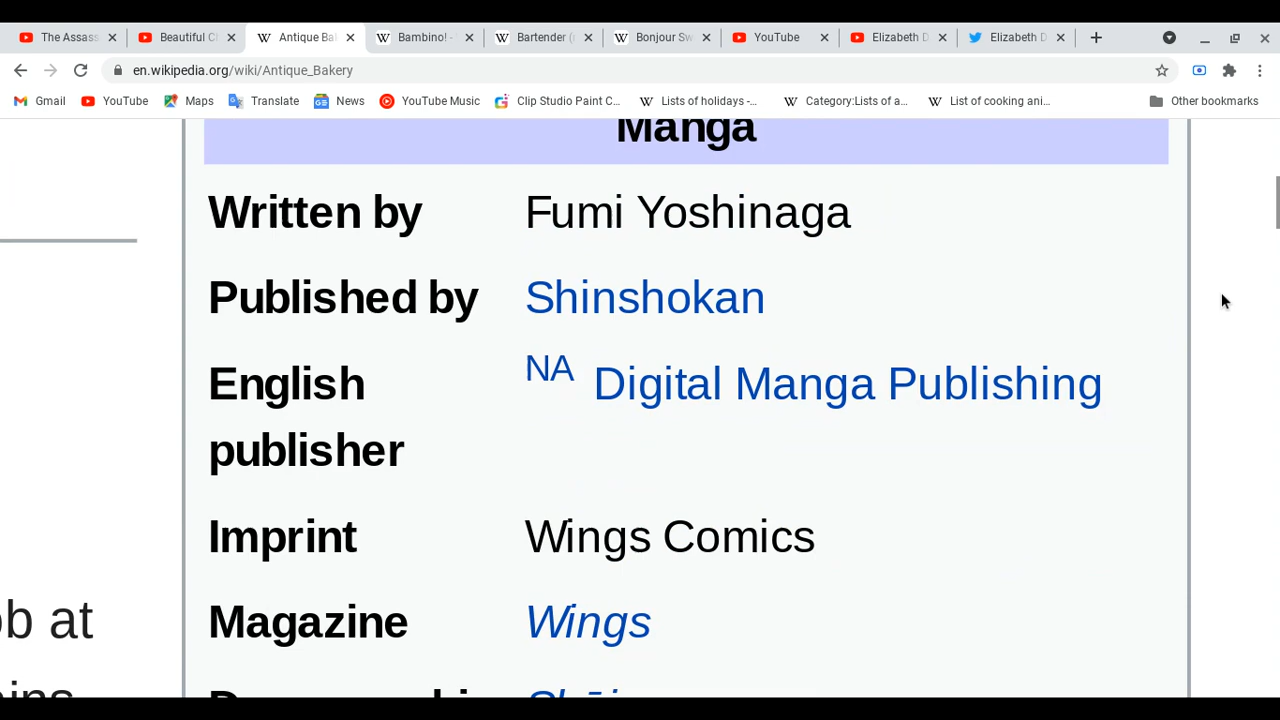 The Assass
Beautiful C
Antique Ba
Bambino! -
Bartender (
Bonjour Sw
YouTube
Elizabeth D
Elizabeth D
en.wikipedia.org/wiki/Antique_Bakery
Gmail
YouTube
Maps
Translate
News
YouTube Music
Clip Studio Paint C...
Lists of holidays -...
Category:Lists of a...
List of cooking ani...
Other bookmarks
Manga
Written by Fumi Yoshinaga
Published by Shinshokan
English NA Digital Manga Publishing
publisher
Imprint Wings Comics
ob at
Magazine Wings